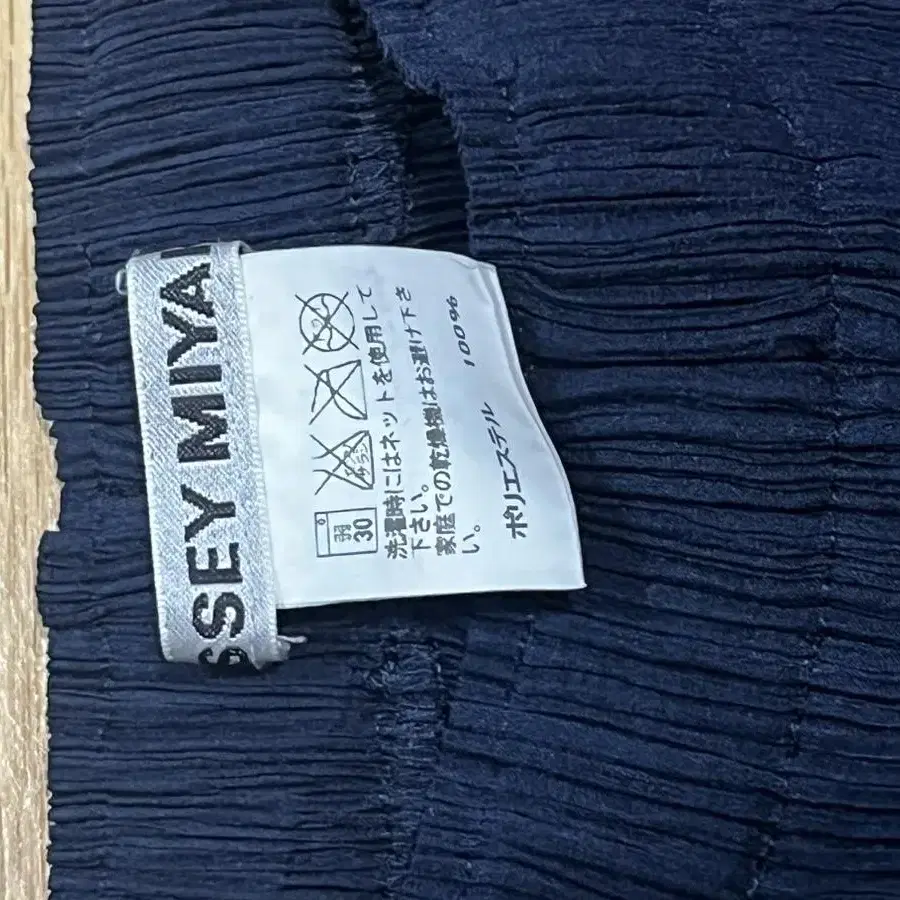 SSEY MIYA
弱
30
洗濯時にはネットを使用して
下さい。
家庭での乾燥機はお避け下さ
い。
ポリエステル 100%